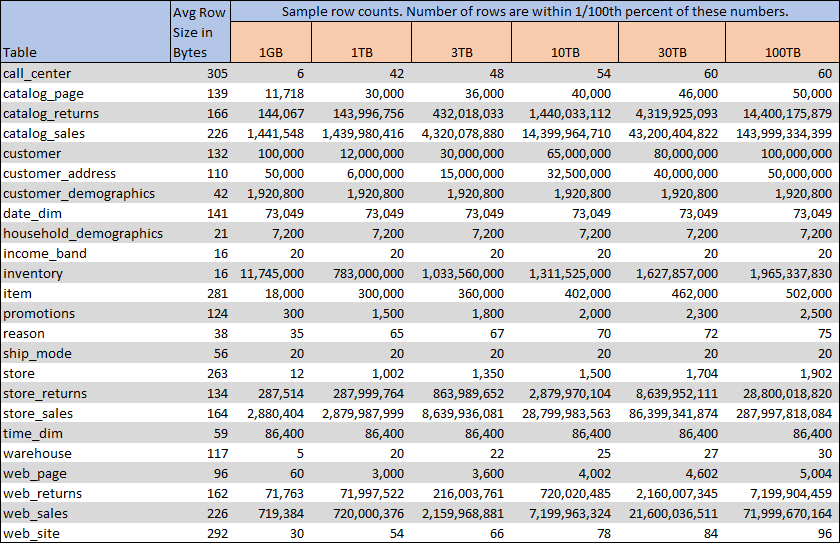 Table Avg Row Size in Bytes Sample row counts. Number of rows are within 1/100th percent of these numbers.
1GB 1TB 3TB 10TB 30TB 100TB
call_center 305 6 42 48 54 60 60
catalog_page 139 11,718 30,000 36,000 40,000 46,000 50,000
catalog_returns 166 144,067 143,996,756 432,018,033 1,440,033,112 4,319,925,093 14,400,175,879
catalog_sales 226 1,441,548 1,439,980,416 4,320,078,880 14,399,964,710 43,200,404,822 143,999,334,399
customer 132 100,000 12,000,000 30,000,000 65,000,000 80,000,000 100,000,000
customer_address 110 50,000 6,000,000 15,000,000 32,500,000 40,000,000 50,000,000
customer_demographics 42 1,920,800 1,920,800 1,920,800 1,920,800 1,920,800 1,920,800
date_dim 141 73,049 73,049 73,049 73,049 73,049 73,049
household_demographics 21 7,200 7,200 7,200 7,200 7,200 7,200
income_band 16 20 20 20 20 20 20
inventory 16 11,745,000 783,000,000 1,033,560,000 1,311,525,000 1,627,857,000 1,965,337,830
item 281 18,000 300,000 360,000 402,000 462,000 502,000
promotions 124 300 1,500 1,800 2,000 2,300 2,500
reason 38 35 65 67 70 72 75
ship_mode 56 20 20 20 20 20 20
store 263 12 1,002 1,350 1,500 1,704 1,902
store_returns 134 287,514 287,999,764 863,989,652 2,879,970,104 8,639,952,111 28,800,018,820
store_sales 164 2,880,404 2,879,987,999 8,639,936,081 28,799,983,563 86,399,341,874 287,997,818,084
time_dim 59 86,400 86,400 86,400 86,400 86,400 86,400
warehouse 117 5 20 22 25 27 30
web_page 96 60 3,000 3,600 4,002 4,602 5,004
web_returns 162 71,763 71,997,522 216,003,761 720,020,485 2,160,007,345 7,199,904,459
web_sales 226 719,384 720,000,376 2,159,968,881 7,199,963,324 21,600,036,511 71,999,670,164
web_site 292 30 54 66 78 84 96